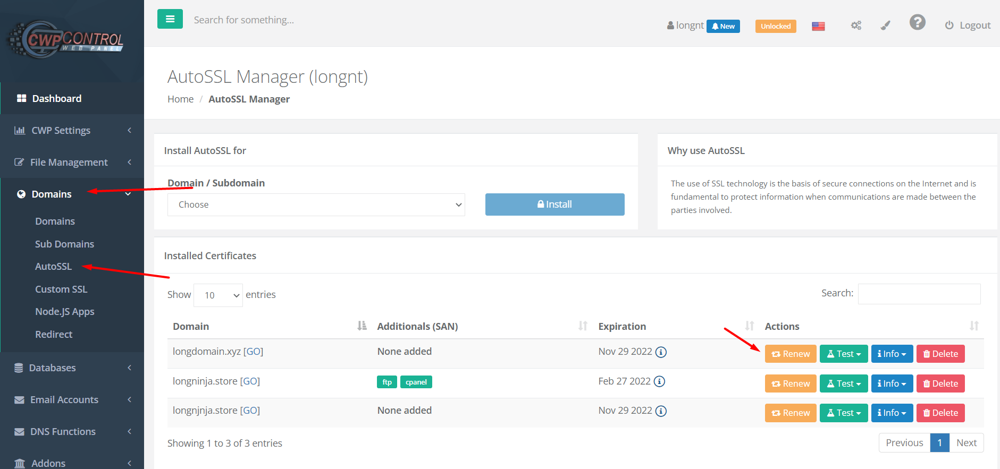 CWP CONTROL
WEB PANEL
Search for something...
longnt New Unlocked Logout
Dashboard
CWP Settings
File Management
Domains
Domains
Sub Domains
AutoSSL
Custom SSL
Node.JS Apps
Redirect
Databases
Email Accounts
DNS Functions
Addons
AutoSSL Manager (longnt)
Home / AutoSSL Manager
Install AutoSSL for
Domain / Subdomain
Choose Install
Why use AutoSSL
The use of SSL technology is the basis of secure connections on the Internet and is
fundamental to protect information when communications are made between the
parties involved.
Installed Certificates
Show 10 entries Search:
Domain Additionals (SAN) Expiration Actions
longdomain.xyz [GO] None added Nov 29 2022 Renew Test Info Delete
longninja.store [GO] ftp cpanel Feb 27 2022 Renew Test Info Delete
longnjnja.store [GO] None added Nov 29 2022 Renew Test Info Delete
Showing 1 to 3 of 3 entries Previous 1 Next